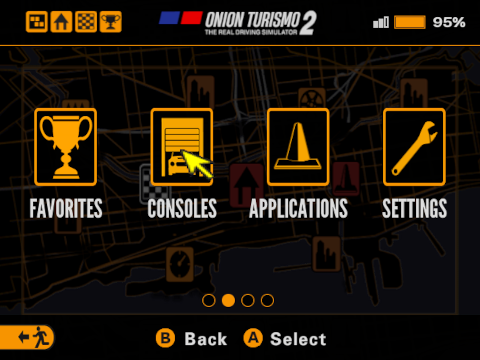 ONION TURISMO 2
THE REAL DRIVING SIMULATOR
95%
FAVORITES
CONSOLES
APPLICATIONS
SETTINGS
B Back A Select